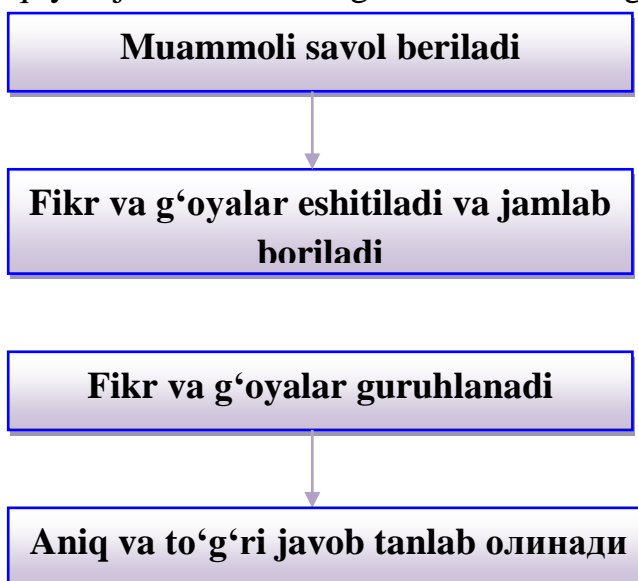 Muammoli savol beriladi
Fikr va g‘oyalar eshitiladi va jamlab
boriladi
Fikr va g‘oyalar guruhlanadi
Aniq va to‘g‘ri javob tanlab олинади